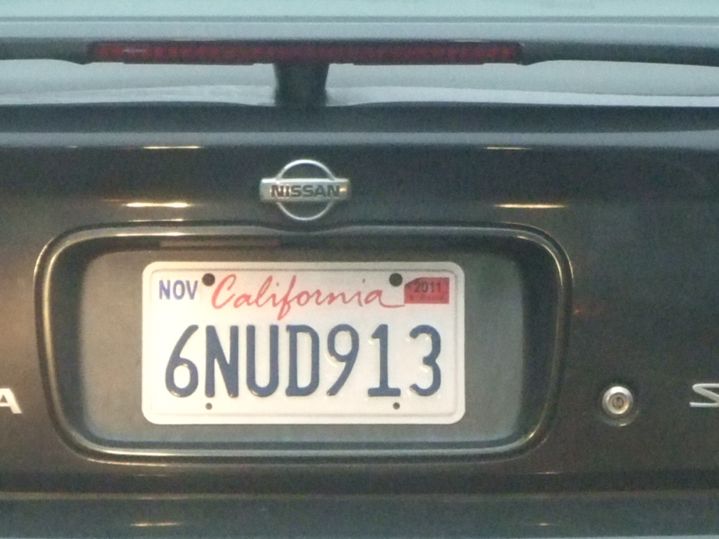 NISSAN
NOV California 2011
6NUD913
A
S